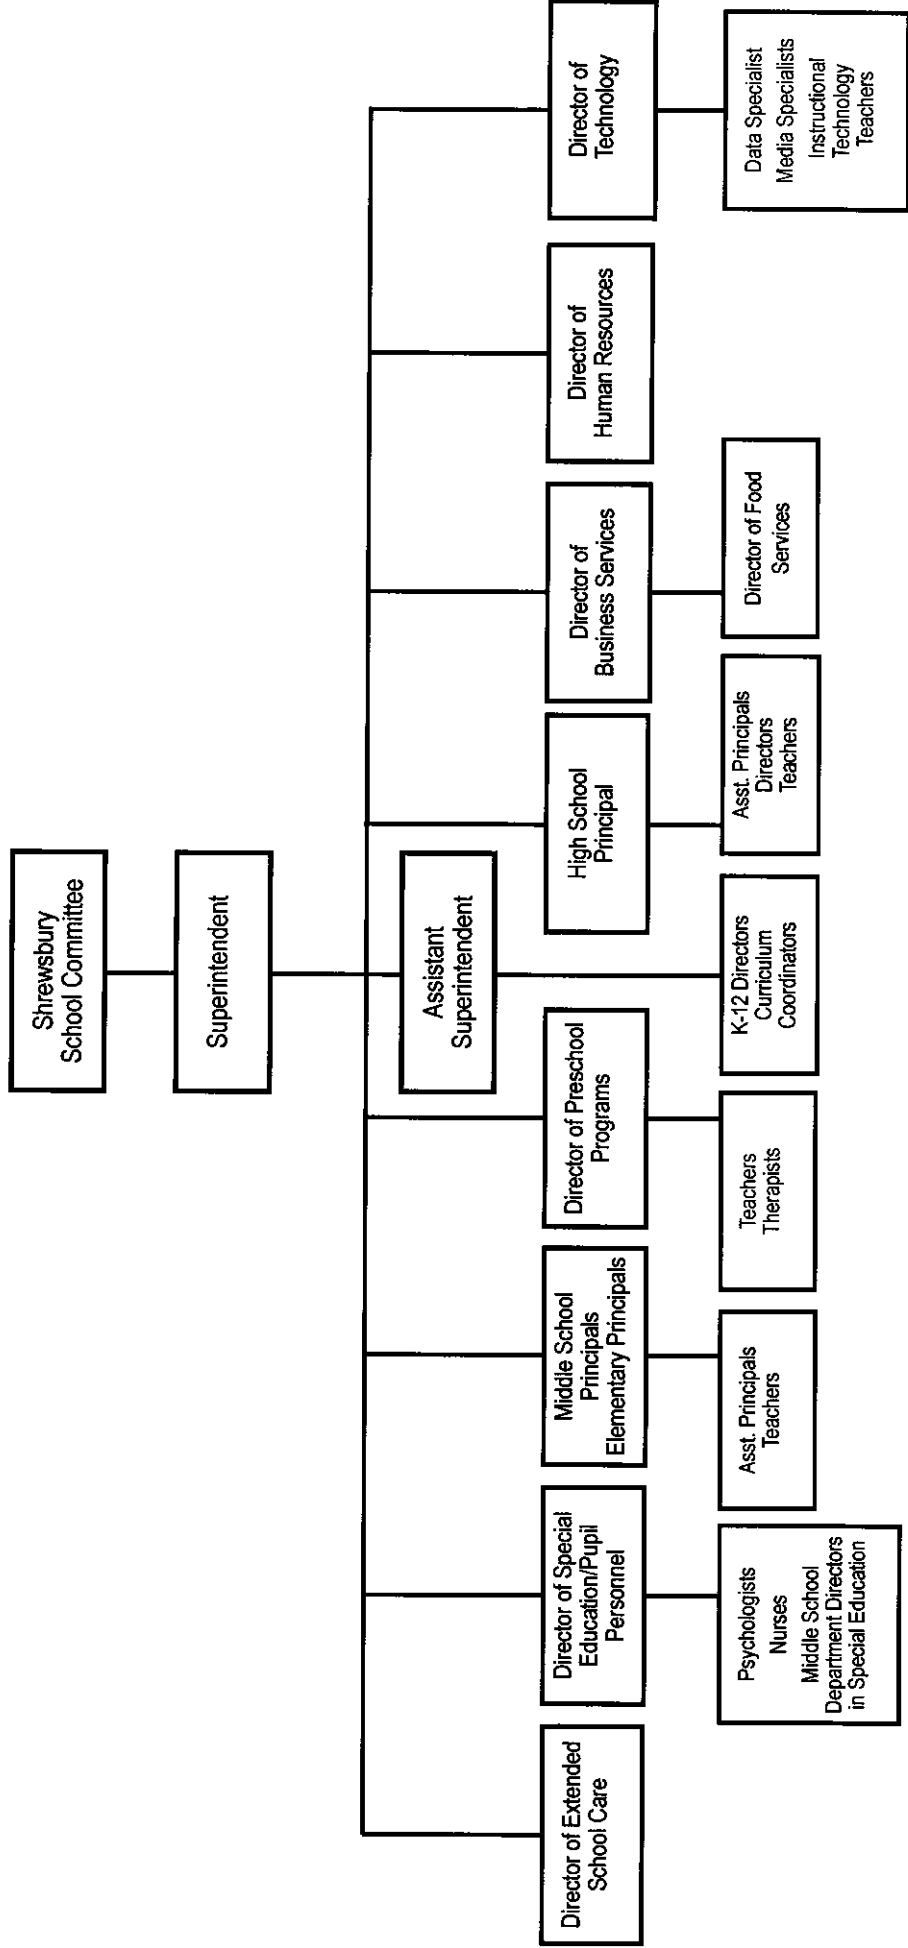 Shrewsbury
School Committee
Superintendent
Assistant
Superintendent
Director of Extended
School Care
Director of Special
Education/Pupil
Personnel
Middle School
Principals
Elementary Principals
Director of Preschool
Programs
High School
Principal
Director of
Business Services
Director of
Human Resources
Director of
Technology
Psychologists
Nurses
Middle School
Department Directors
in Special Education
Asst. Principals
Teachers
Teachers
Therapists
K-12 Directors
Curriculum
Coordinators
Asst. Principals
Directors
Teachers
Director of Food
Services
Data Specialist
Media Specialists
Instructional
Technology
Teachers